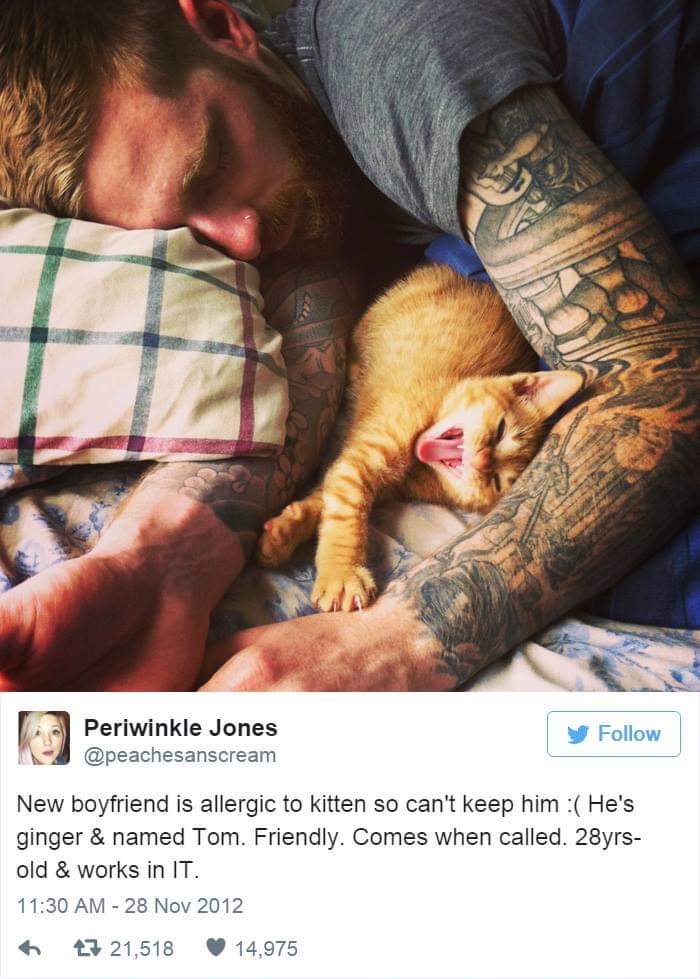 Periwinkle Jones
@peachesanscream
Follow
New boyfriend is allergic to kitten so can't keep him :( He's
ginger & named Tom. Friendly. Comes when called. 28yrs-
old & works in IT.
11:30 AM - 28 Nov 2012
21,518 14,975